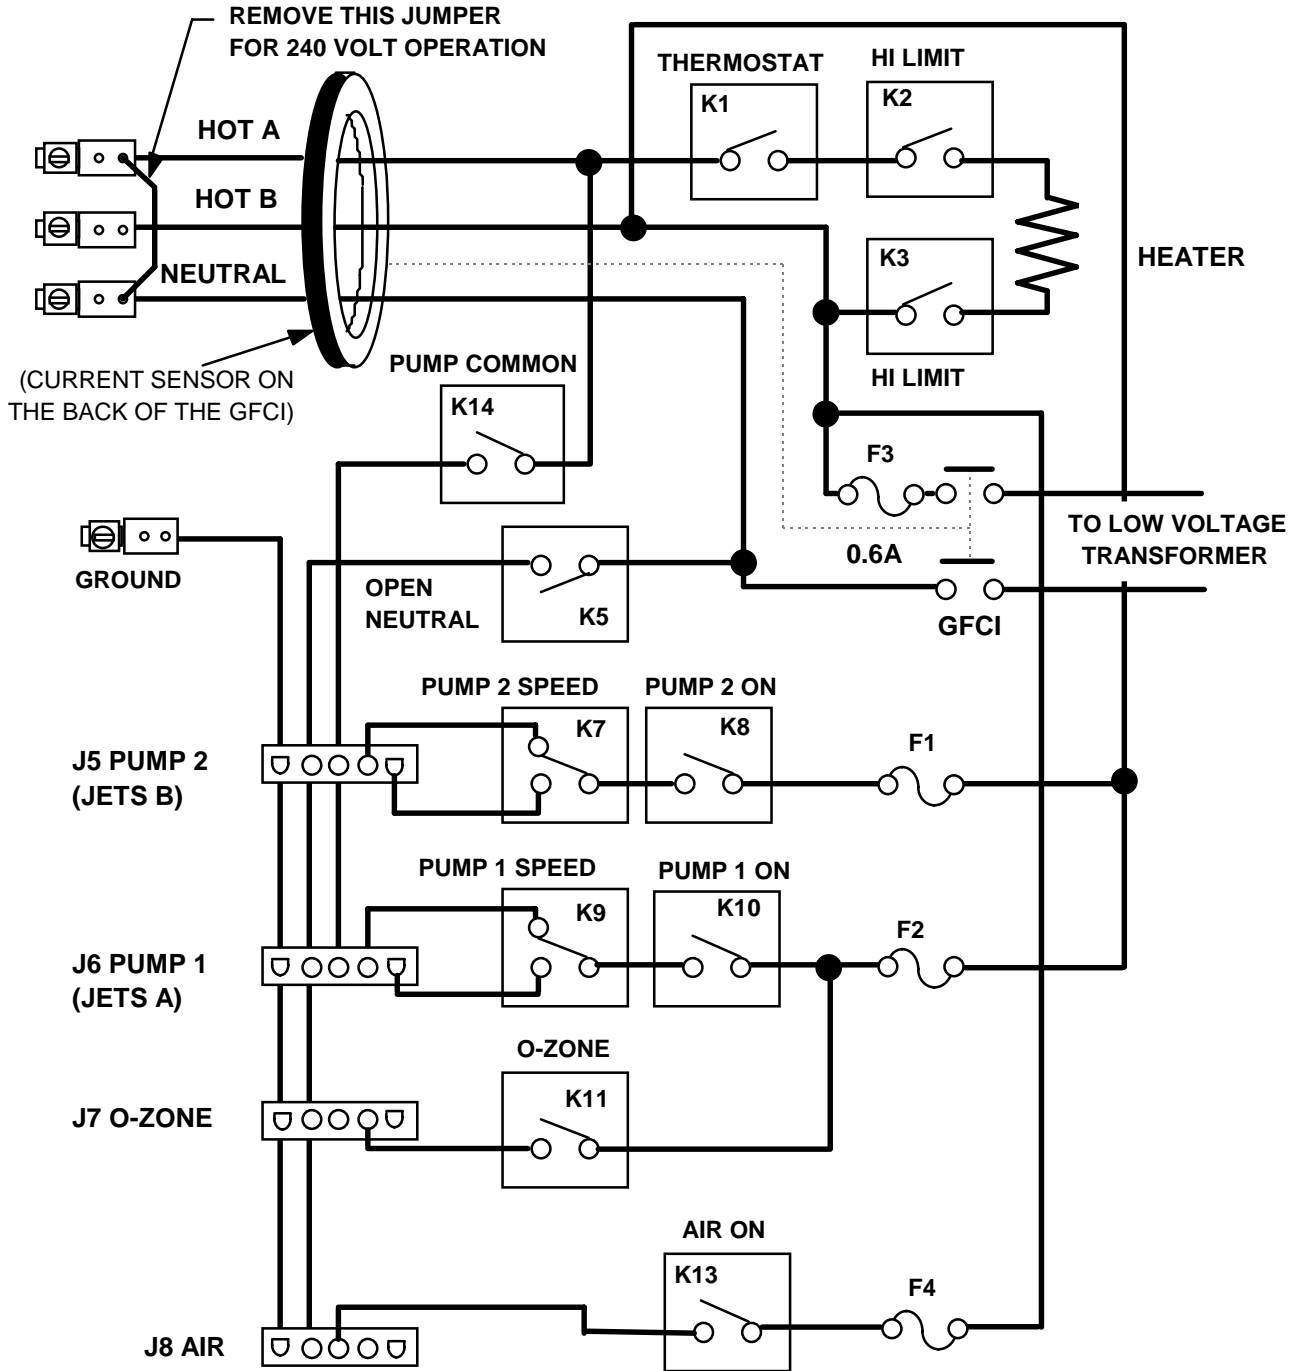 REMOVE THIS JUMPER
FOR 240 VOLT OPERATION
THERMOSTAT
HI LIMIT
K1
K2
HOT A
HOT B
NEUTRAL
K3
HEATER
HI LIMIT
(CURRENT SENSOR ON
THE BACK OF THE GFCI)
PUMP COMMON
K14
F3
TO LOW VOLTAGE
TRANSFORMER
0.6A
GROUND
OPEN
NEUTRAL
K5
GFCI
PUMP 2 SPEED
PUMP 2 ON
K7
K8
F1
J5 PUMP 2
(JETS B)
PUMP 1 SPEED
PUMP 1 ON
K9
K10
F2
J6 PUMP 1
(JETS A)
O-ZONE
K11
J7 O-ZONE
AIR ON
K13
F4
J8 AIR